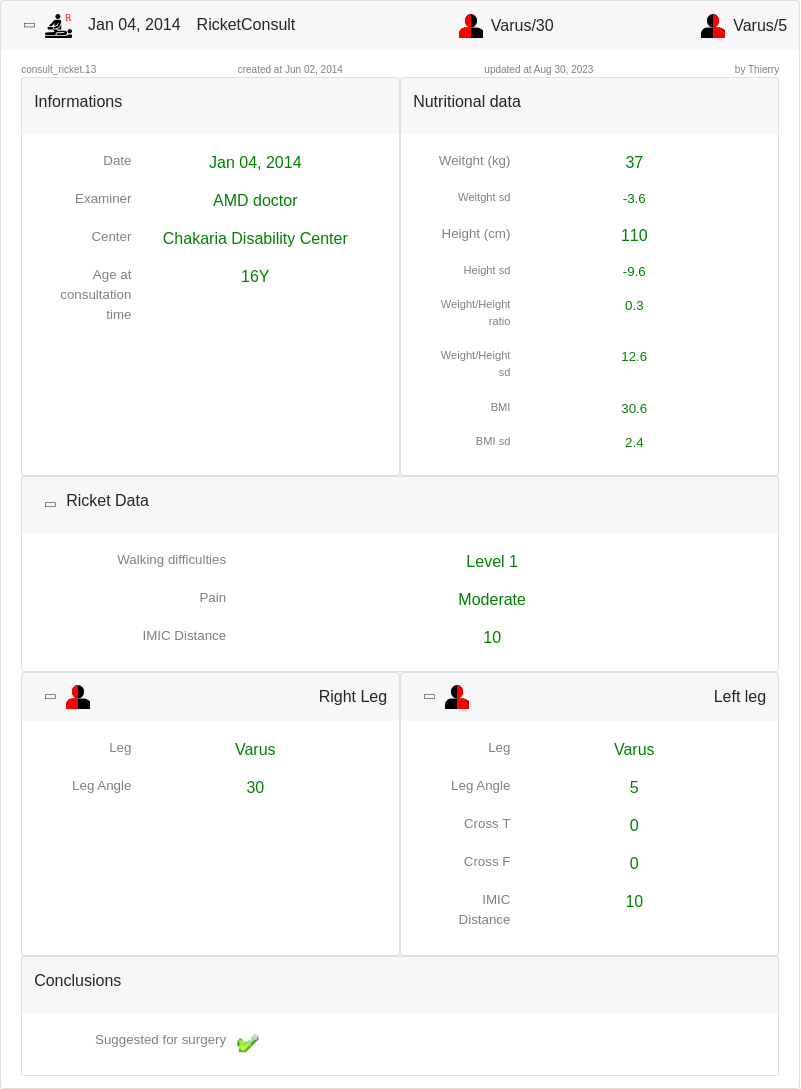 Jan 04, 2014 RicketConsult Varus/30 Varus/5
consult_ricket.13 created at Jun 02, 2014 updated at Aug 30, 2023 by Thierry
Informations
Date Jan 04, 2014
Examiner AMD doctor
Center Chakaria Disability Center
Age at 16Y
consultation
time
Nutritional data
Weitght (kg) 37
Weitght sd -3.6
Height (cm) 110
Height sd -9.6
Weight/Height 0.3
ratio
Weight/Height 12.6
sd
BMI 30.6
BMI sd 2.4
Ricket Data
Walking difficulties Level 1
Pain Moderate
IMIC Distance 10
R
Right Leg
Leg Varus
Leg Angle 30
Left leg
Leg Varus
Leg Angle 5
Cross T 0
Cross F 0
IMIC 10
Distance
Conclusions
Suggested for surgery